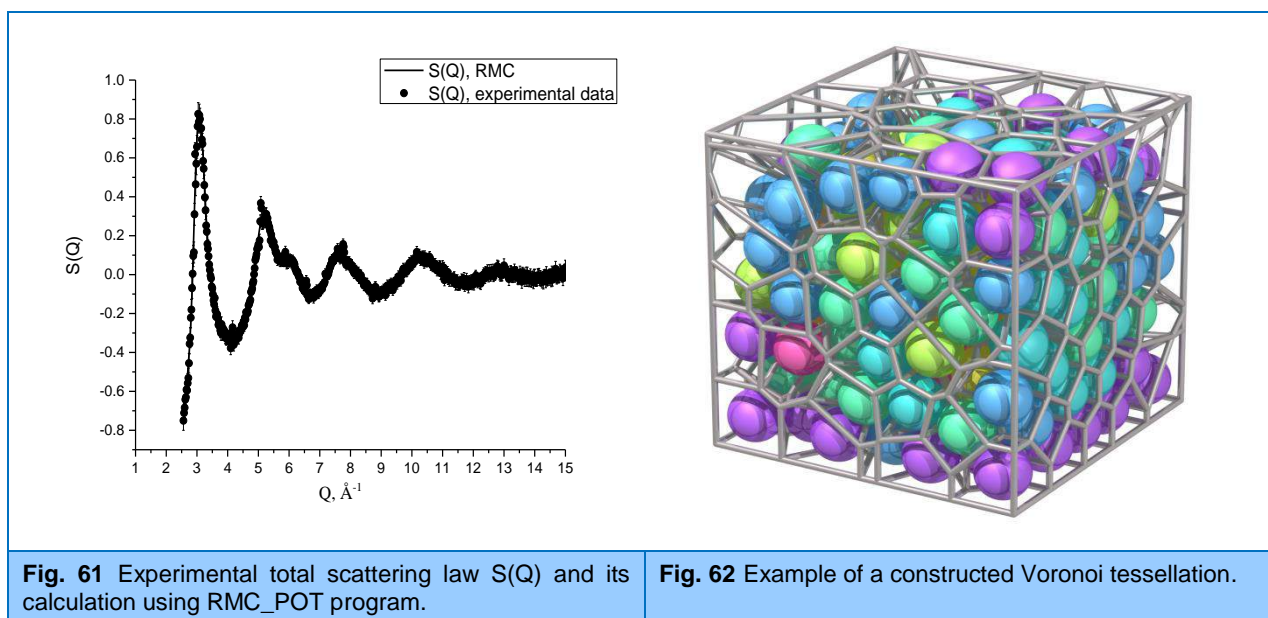 S(Q), RMC
S(Q), experimental data
1.0
0.8
0.6
0.4
0.2
0.0
-0.2
-0.4
-0.6
-0.8
S(Q)
1 2 3 4 5 6 7 8 9 10 11 12 13 14 15
Q, Å-1
Fig. 61 Experimental total scattering law S(Q) and its
calculation using RMC_POT program.
Fig. 62 Example of a constructed Voronoi tessellation.